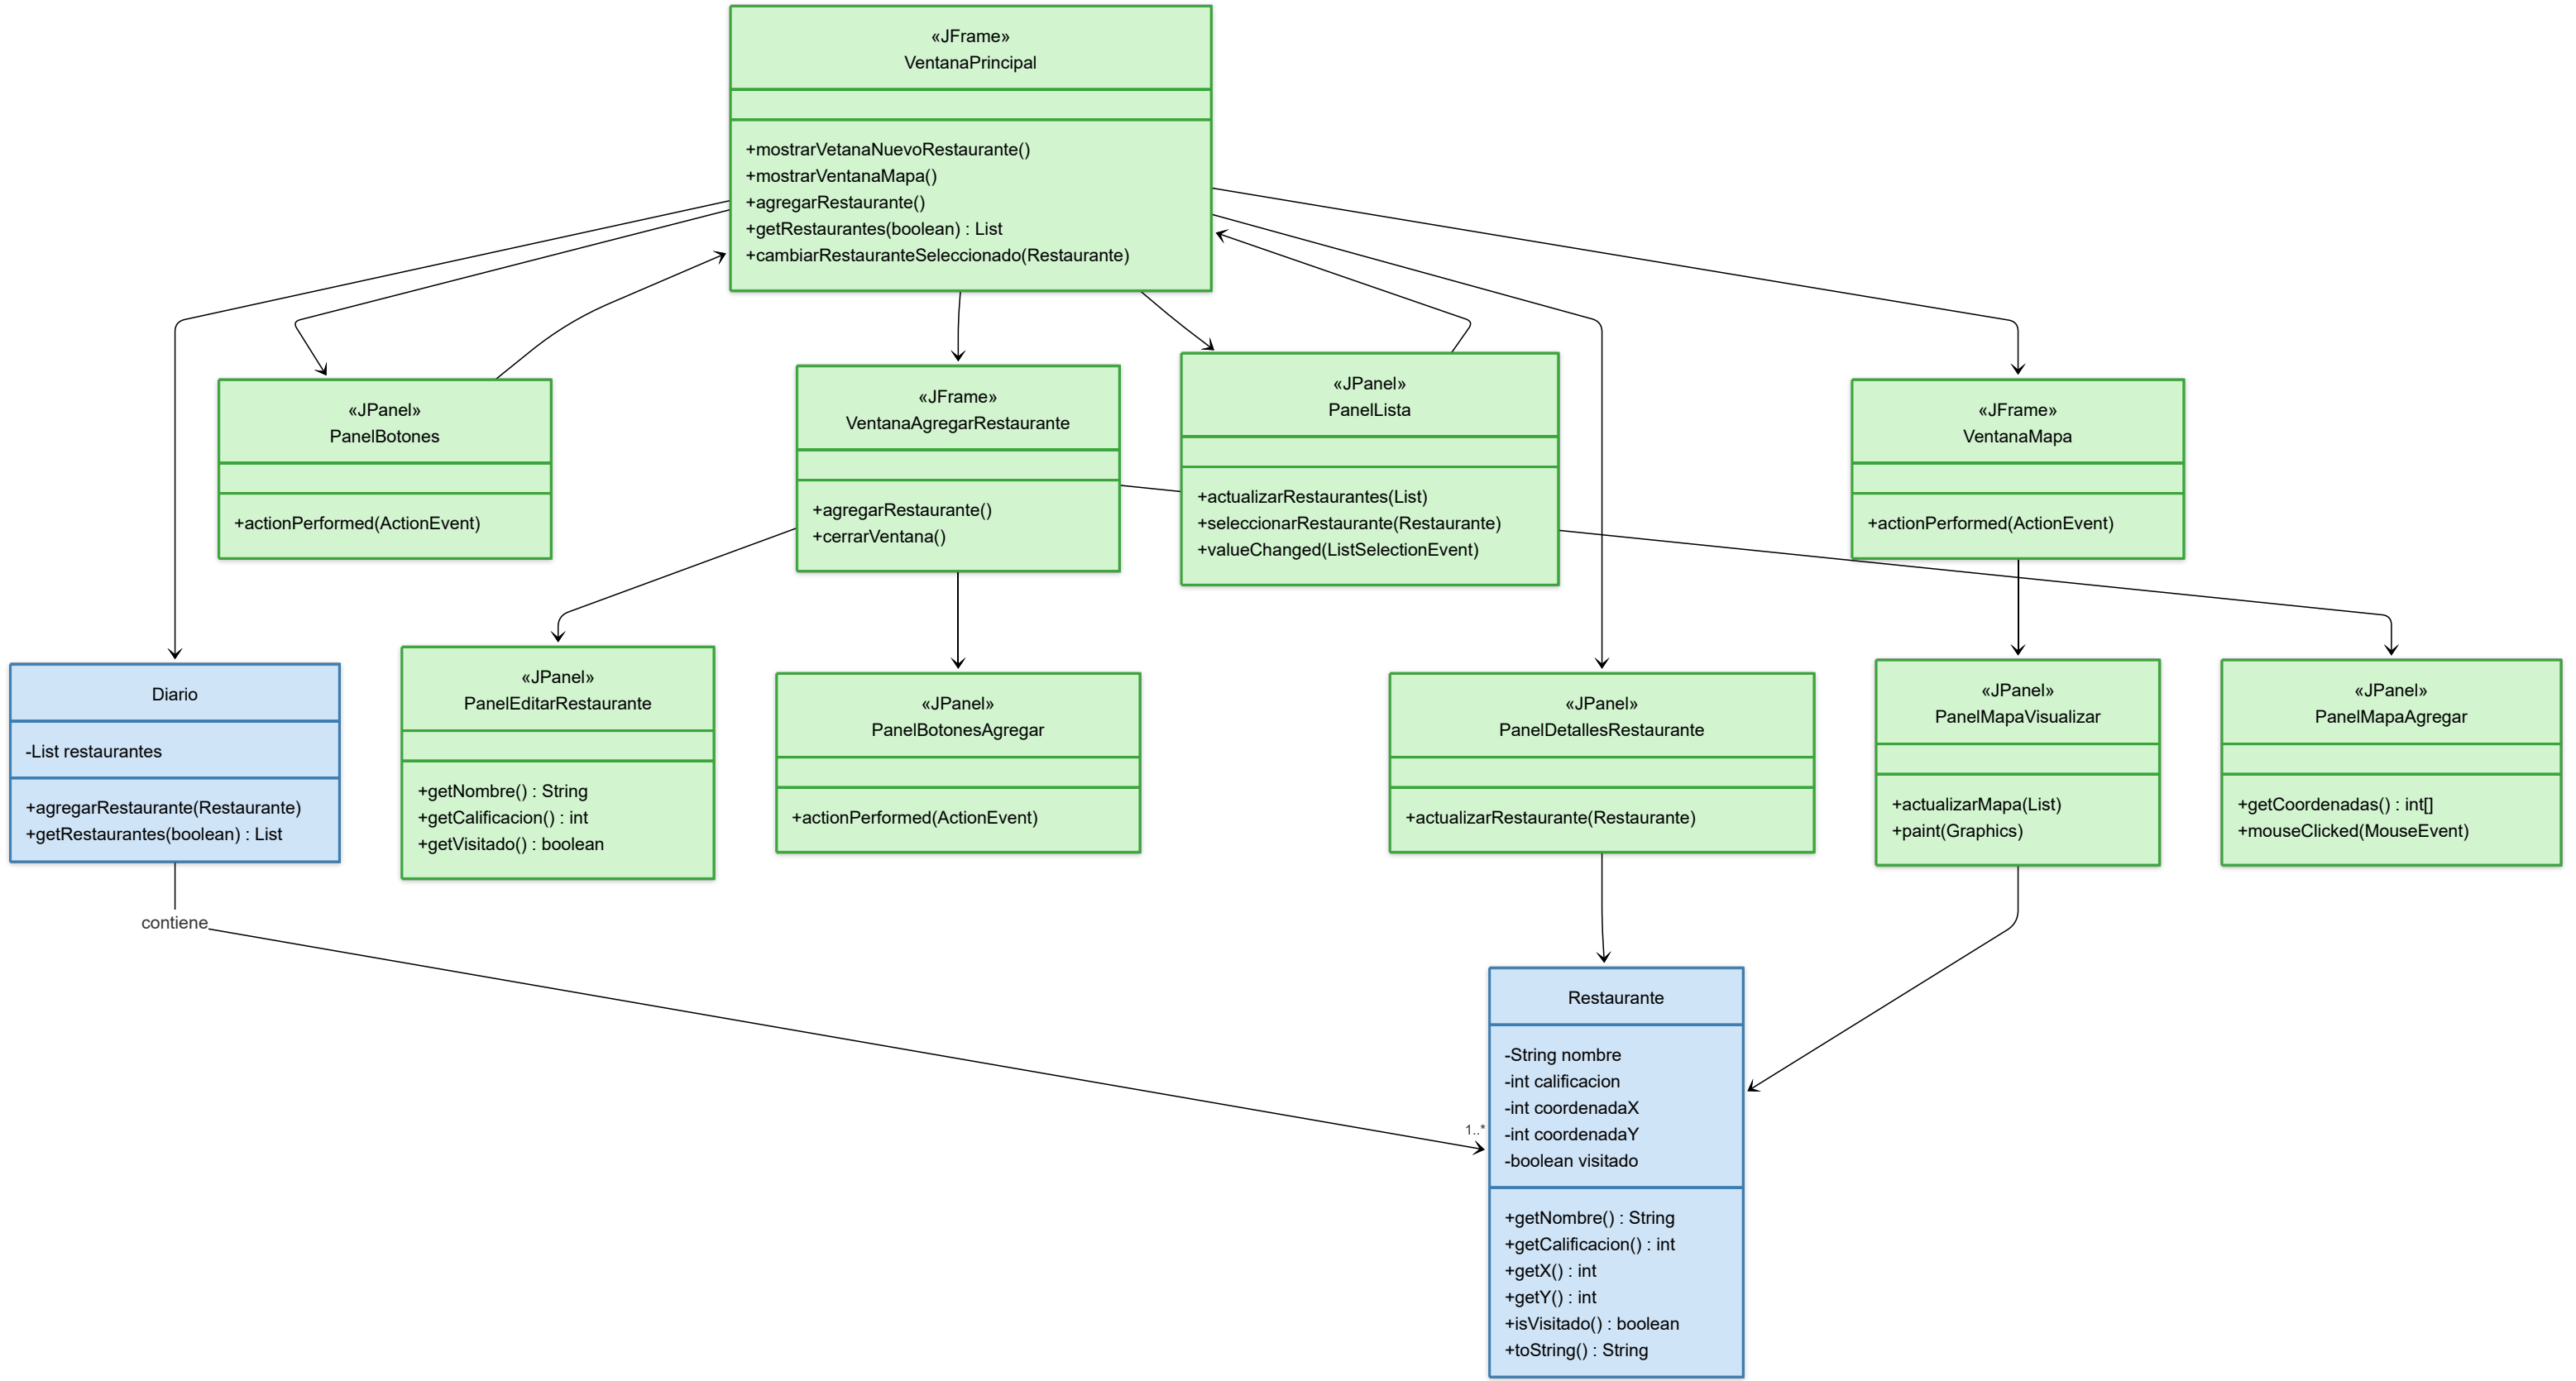 «JFrame»
VentanaPrincipal
+mostrarVetanaNuevoRestaurante()
+mostrarVentanaMapa()
+agregarRestaurante()
+getRestaurantes(boolean) : List
+cambiarRestauranteSeleccionado(Restaurante)
«JPanel»
PanelBotones
+actionPerformed(ActionEvent)
«JFrame»
VentanaAgregarRestaurante
+agregarRestaurante()
+cerrarVentana()
«JPanel»
PanelLista
+actualizarRestaurantes(List)
+seleccionarRestaurante(Restaurante)
+valueChanged(ListSelectionEvent)
«JFrame»
VentanaMapa
+actionPerformed(ActionEvent)
Diario
-List restaurantes
+agregarRestaurante(Restaurante)
+getRestaurantes(boolean) : List
«JPanel»
PanelEditarRestaurante
+getNombre() : String
+getCalificacion() : int
+getVisitado() : boolean
«JPanel»
PanelBotonesAgregar
+actionPerformed(ActionEvent)
«JPanel»
PanelDetallesRestaurante
+actualizarRestaurante(Restaurante)
«JPanel»
PanelMapaVisualizar
+actualizarMapa(List)
+paint(Graphics)
«JPanel»
PanelMapaAgregar
+getCoordenadas() : int[]
+mouseClicked(MouseEvent)
contiene
1..*
Restaurante
-String nombre
-int calificacion
-int coordenadaX
-int coordenadaY
-boolean visitado
+getNombre() : String
+getCalificacion() : int
+getX() : int
+getY() : int
+isVisitado() : boolean
+toString() : String